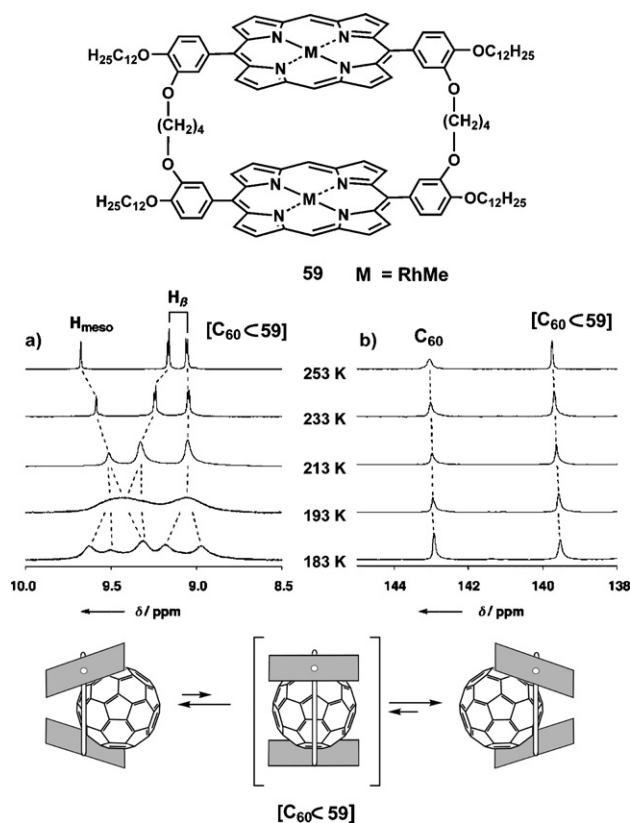 H25C12O N N M N N OC12H25
O O
(CH2)4 (CH2)4
O O
H25C12O N N M N N OC12H25
59 M = RhMe
a) Hmeso Hβ [C60⊂59]
b) C60 [C60⊂59]
253 K
233 K
213 K
193 K
183 K
10.0 9.5 9.0 8.5
144 142 140 138
δ/ ppm δ/ ppm
[C60⊂59]